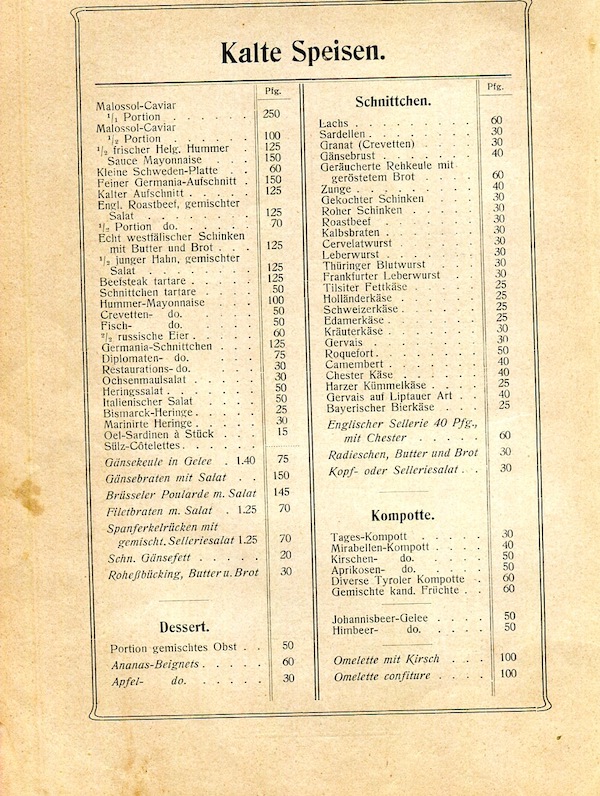 Kalte Speisen.
Pfg.
Malossol-Caviar
1/1 Portion . . . . . . 250
Malossol-Caviar
1/2 Portion . . . . . . 100
1/2 frischer Helg. Hummer . 125
Sauce Mayonnaise . . . 150
Kleine Schweden-Platte . . 60
Feiner Germania-Aufschnitt . 150
Kalter Aufschnitt . . . . 125
Engl. Roastbeef, gemischter
Salat . . . . . . . . 125
1/2 Portion do. . . . . . 70
Echt westfälischer Schinken
mit Butter und Brot . . . 125
1/2 junger Hahn, gemischter
Salat . . . . . . . . 125
Beefsteak tartare . . . . . 125
Schnittchen tartare . . . . 50
Hummer-Mayonnaise . . . 100
Crevetten- do. . . . . 50
Fisch- do. . . . . 50
2/2 russische Eier . . . . . 60
Germania-Schnittchen . . . 125
Diplomaten- do. . . . . 75
Restaurations- do. . . . . 30
Ochsenmaulsalat . . . . . 30
Heringssalat . . . . . . . 50
Italienischer Salat . . . . 50
Bismarck-Heringe . . . . . 25
Marinirte Heringe . . . . . 30
Oel-Sardinen à Stück . . . 15
Sülz-Côtelettes . . . . . .
Gänsekeule in Gelee . 1.40 75
Gänsebraten mit Salat . . 150
Brüsseler Poularde m. Salat 145
Filetbraten m. Salat . 1.25 70
Spanferkelrücken mit
gemischt. Selleriesalat 1.25 70
Schn. Gänsefett . . . . . 20
Roheßbücking, Butter u. Brot 30
Dessert.
Portion gemischtes Obst . . 50
Ananas-Beignets . . . . . 60
Apfel- do. . . . . . 30
Pfg.
Schnittchen.
Lachs . . . . . . . . . 60
Sardellen . . . . . . . . 30
Granat (Crevetten) . . . . 30
Gänsebrust . . . . . . . 40
Geräucherte Rehkeule mit
geröstetem Brot . . . . 60
Zunge . . . . . . . . . 40
Gekochter Schinken . . . 30
Roher Schinken . . . . . 30
Roastbeef . . . . . . . 30
Kalbsbraten . . . . . . . 30
Cervelatwurst . . . . . . 30
Leberwurst . . . . . . . 30
Thüringer Blutwurst . . . 30
Frankfurter Leberwurst . . 30
Tilsiter Fettkäse . . . . . 25
Holländerkäse . . . . . . 25
Schweizerkäse . . . . . . 25
Edamerkäse . . . . . . . 25
Kräuterkäse . . . . . . . 30
Gervais . . . . . . . . 30
Roquefort . . . . . . . . 50
Camembert . . . . . . . 40
Chester Käse . . . . . . 40
Harzer Kümmelkäse . . . . 25
Gervais auf Liptauer Art . . 40
Bayerischer Bierkäse . . . 25
Englischer Sellerie 40 Pfg.,
mit Chester . . . . . 60
Radieschen, Butter und Brot 30
Kopf- oder Selleriesalat . . 30
Kompotte.
Tages-Kompott . . . . . 30
Mirabellen-Kompott . . . . 40
Kirschen- do. . . . . 50
Aprikosen- do. . . . . 50
Diverse Tyroler Kompotte . 60
Gemischte kand. Früchte . . 60
Johannisbeer-Gelee . . . . 50
Himbeer- do. . . . . 50
Omelette mit Kirsch . . . 100
Omelette confiture . . . . 100